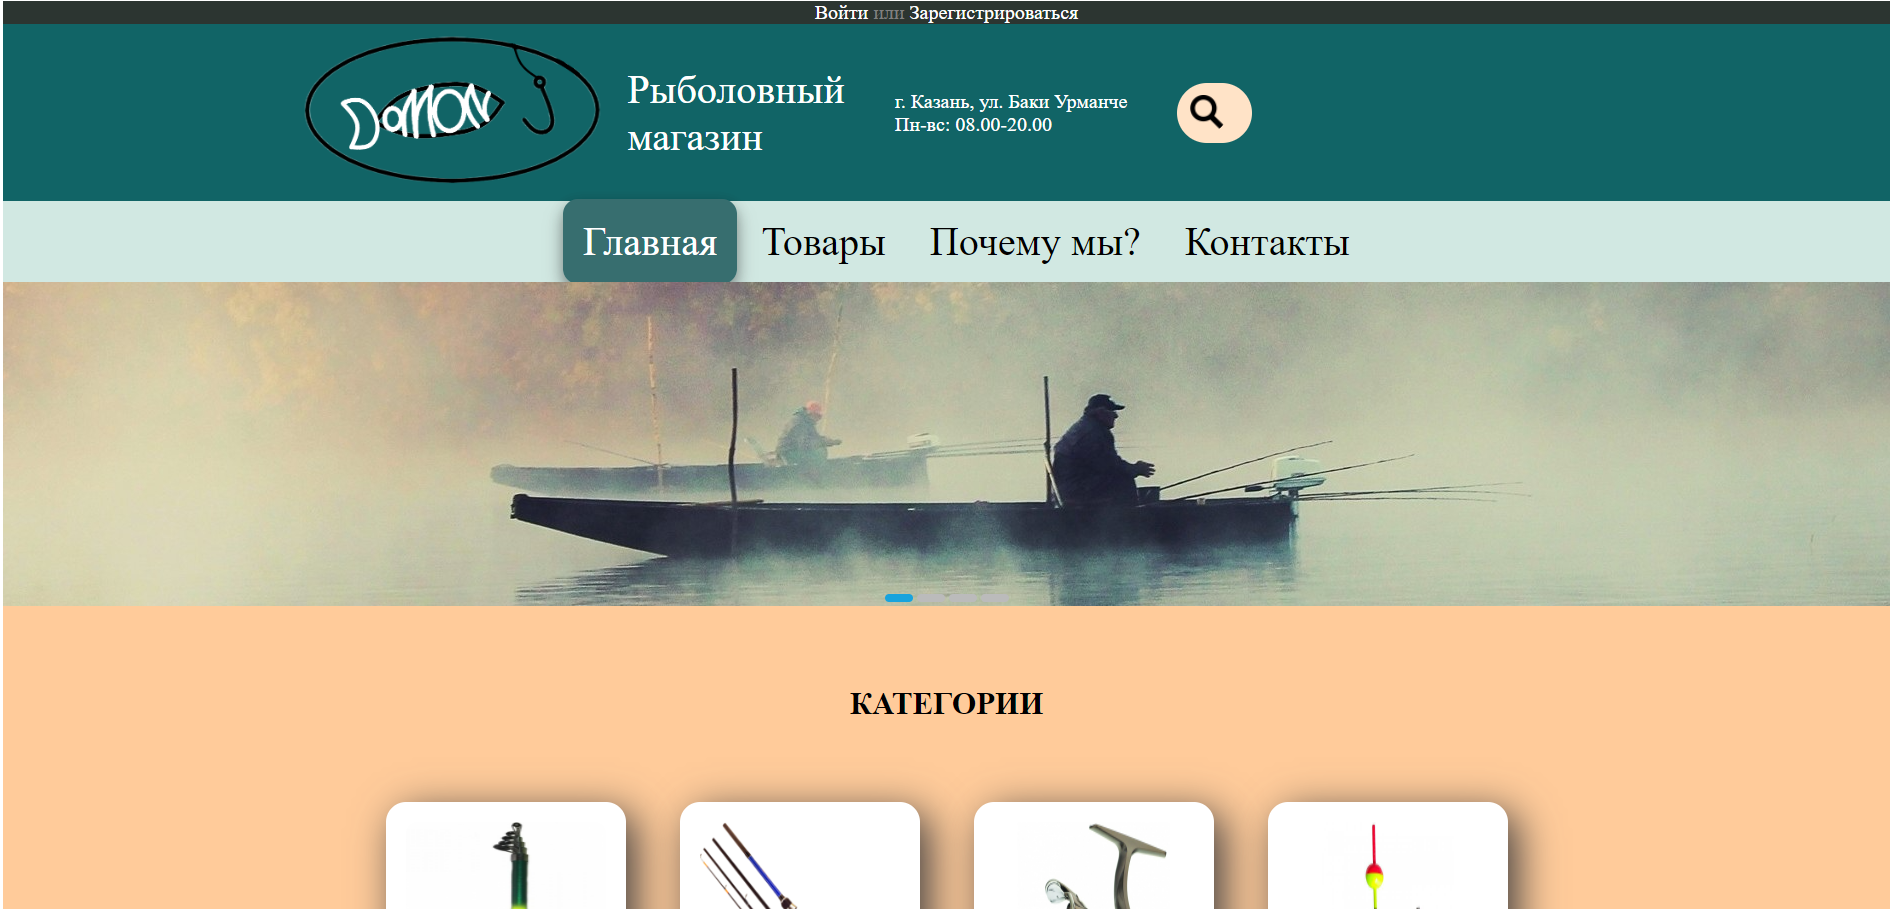 Войти или Зарегистрироваться
DaMON
Рыболовный
магазин
г. Казань, ул. Баки Урманче
Пн-вс: 08.00-20.00
Главная
Товары
Почему мы?
Контакты
КАТЕГОРИИ